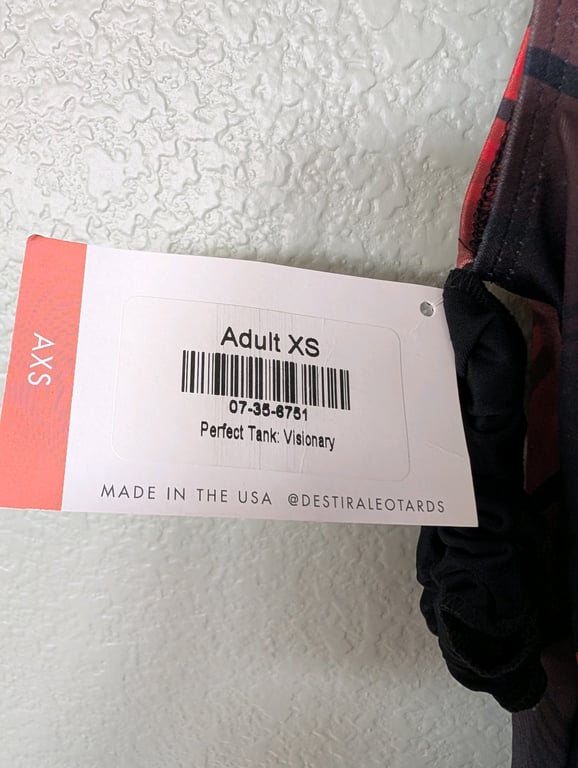 AXS
Adult XS
07-35-6751
Perfect Tank: Visionary
MADE IN THE USA @DESTIRALEOTARDS